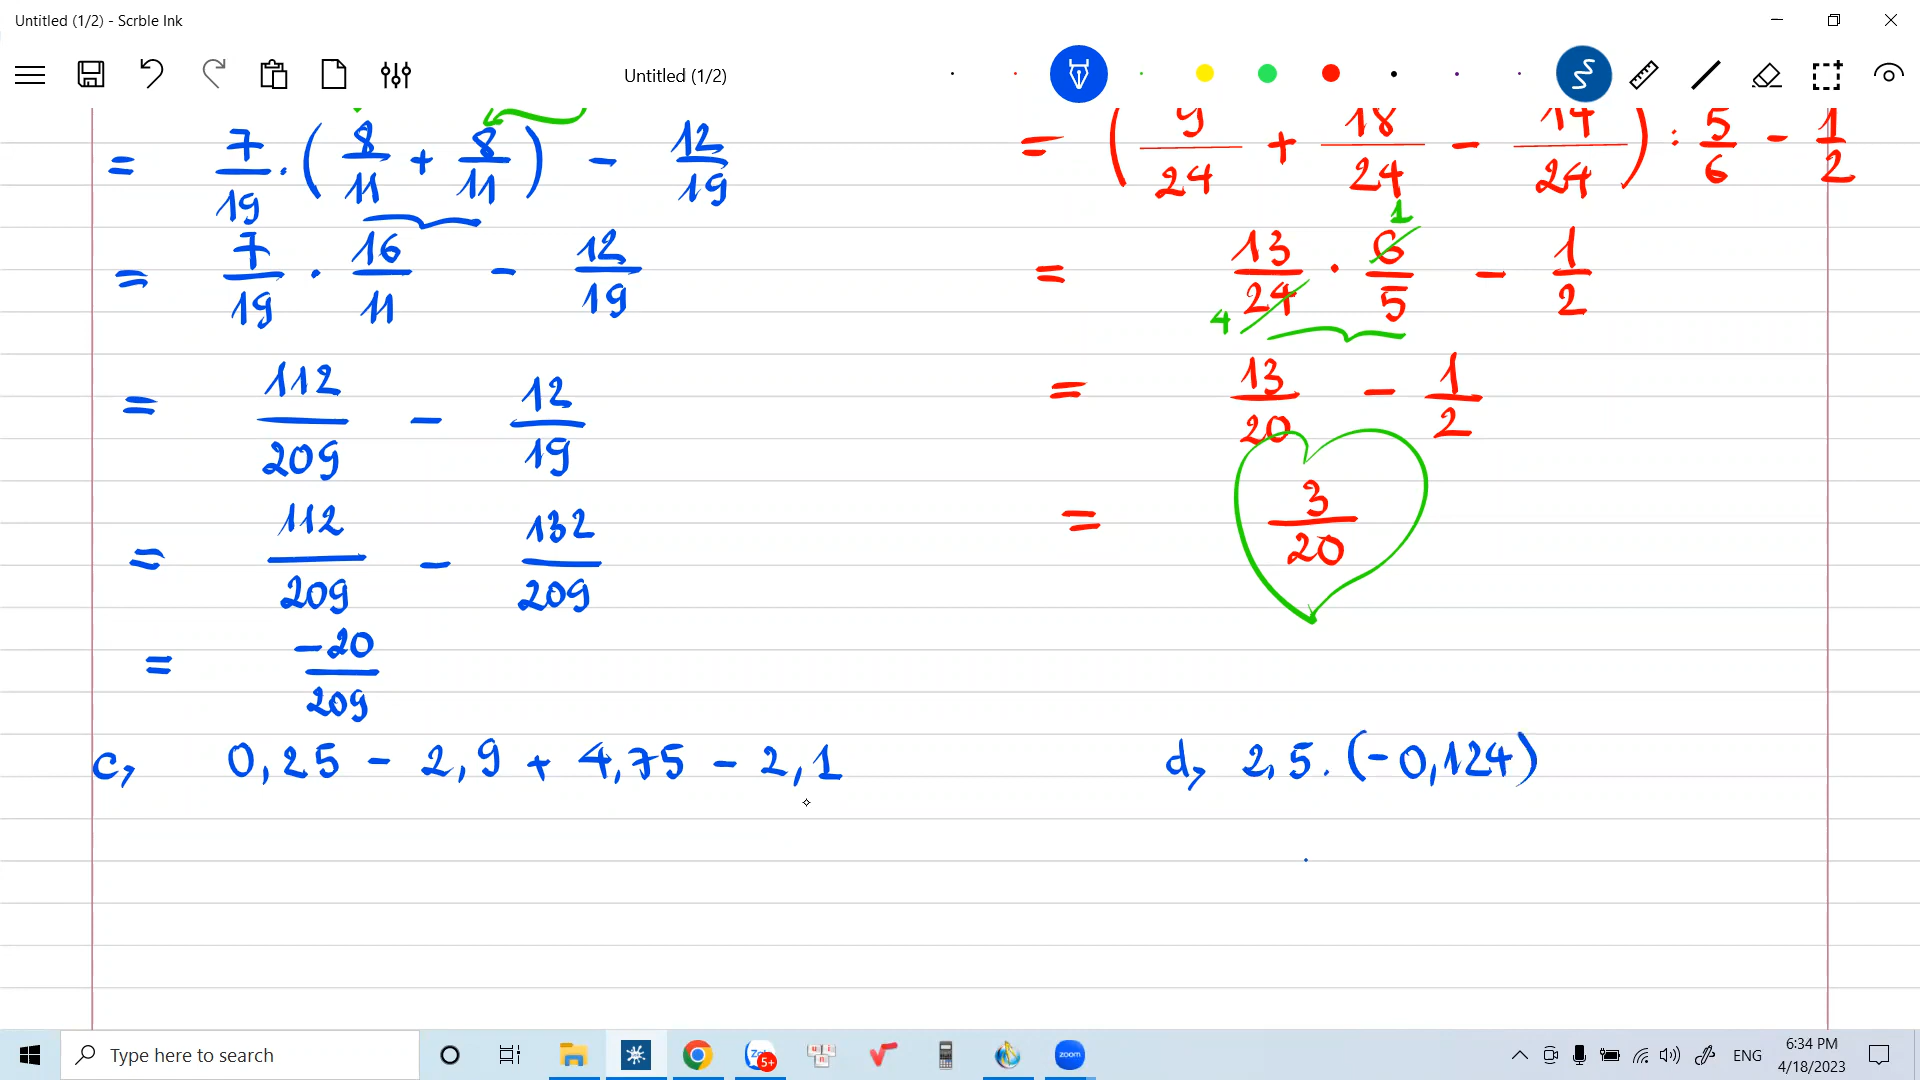 Untitled (1/2) - Scrble Ink
Untitled (1/2)
= 7/19 . ( 8/11 + 8/11 ) - 12/19
= 7/19 . 16/11 - 12/19
= 112/209 - 12/19
= 112/209 - 132/209
= -20/209
c, 0,25 - 2,9 + 4,75 - 2,1
= ( 9/24 + 18/24 - 14/24 ) : 5/6 - 1/2
1
= 13/24 . 6/5 - 1/2
4
= 13/20 - 1/2
= 3/20
d, 2,5. (-0,124)
Type here to search
5+
zoom
ENG
6:34 PM
4/18/2023